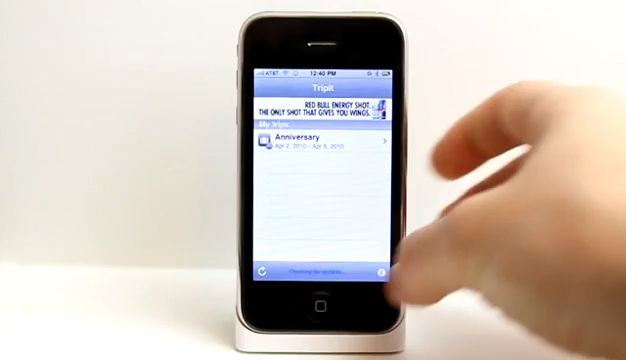 AT&T 12:40 PM
TripIt
RED BULL ENERGY SHOT.
THE ONLY SHOT THAT GIVES YOU WINGS.
My trips
Anniversary
Apr 2, 2010 - Apr 5, 2010
Checking for updates...